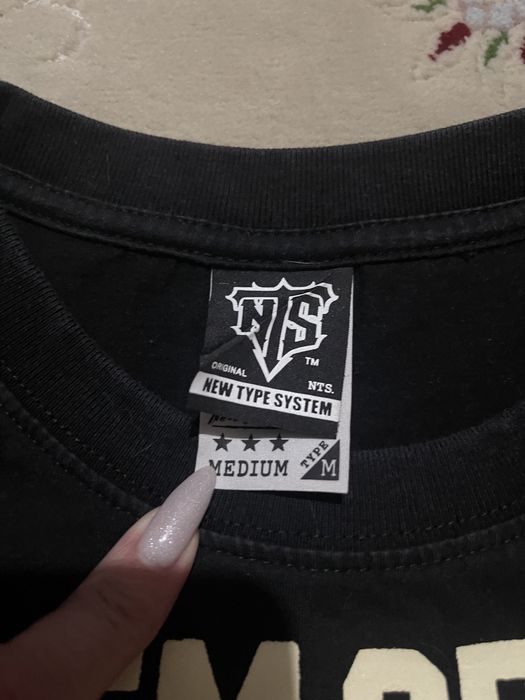 NTS
TM
ORIGINAL
NTS.
NEW TYPE SYSTEM
MEDIUM
TYPE
M